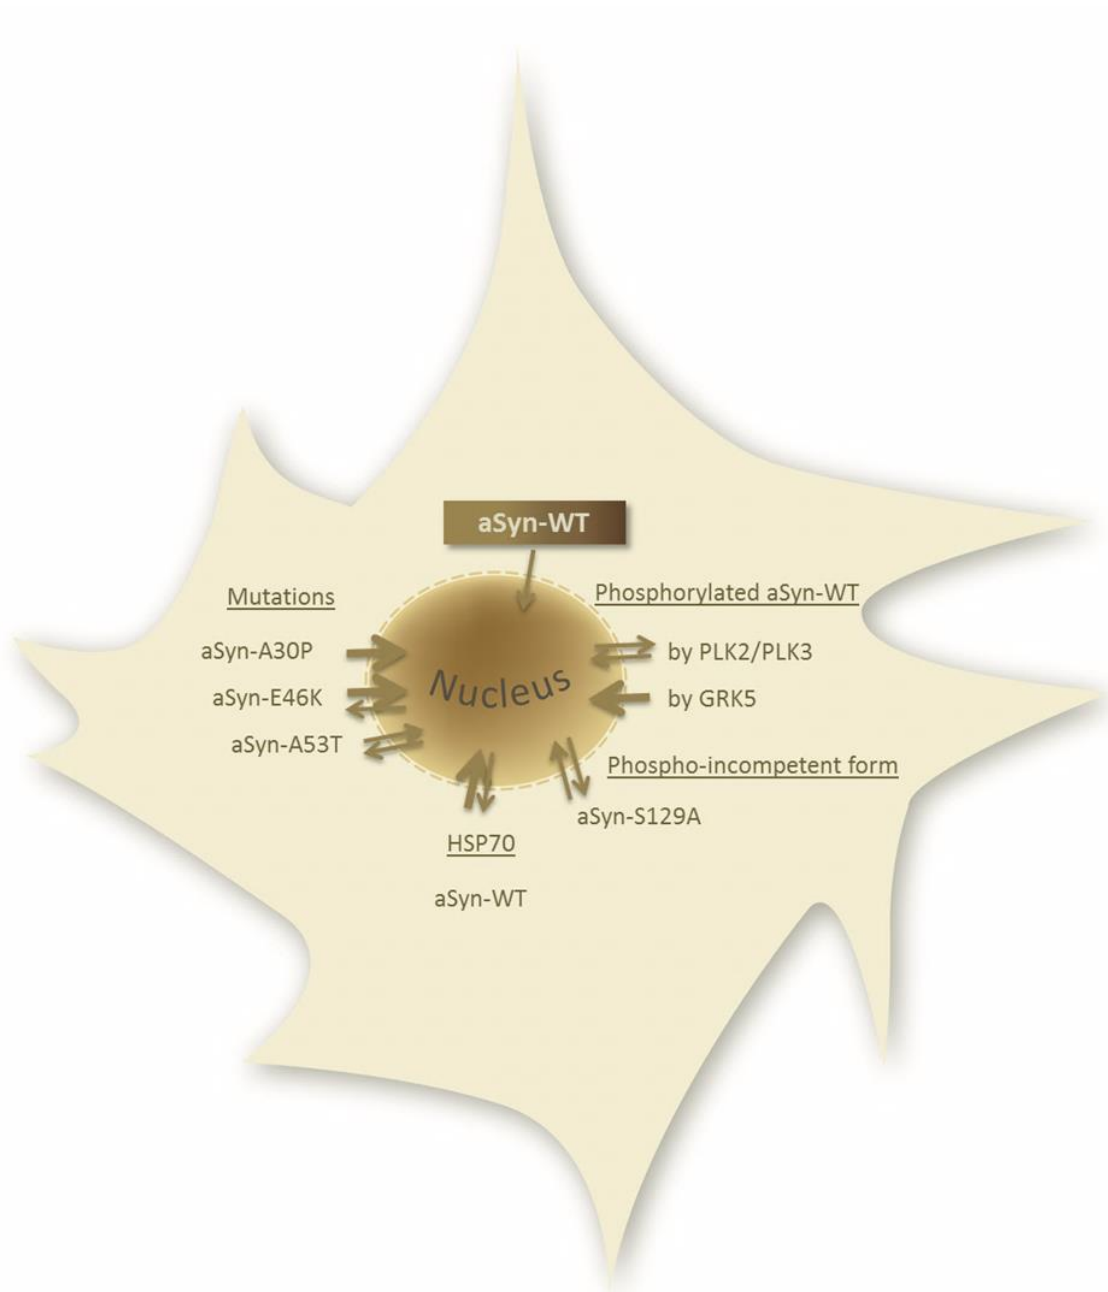 aSyn-WT
Mutations
aSyn-A30P
aSyn-E46K
aSyn-A53T
Nucleus
Phosphorylated aSyn-WT
by PLK2/PLK3
by GRK5
Phospho-incompetent form
aSyn-S129A
HSP70
aSyn-WT